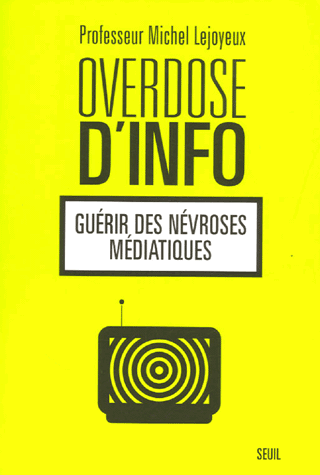 Professeur Michel Lejoyeux
OVERDOSE
D'INFO
GUÉRIR DES NÉVROSES
MÉDIATIQUES
SEUIL